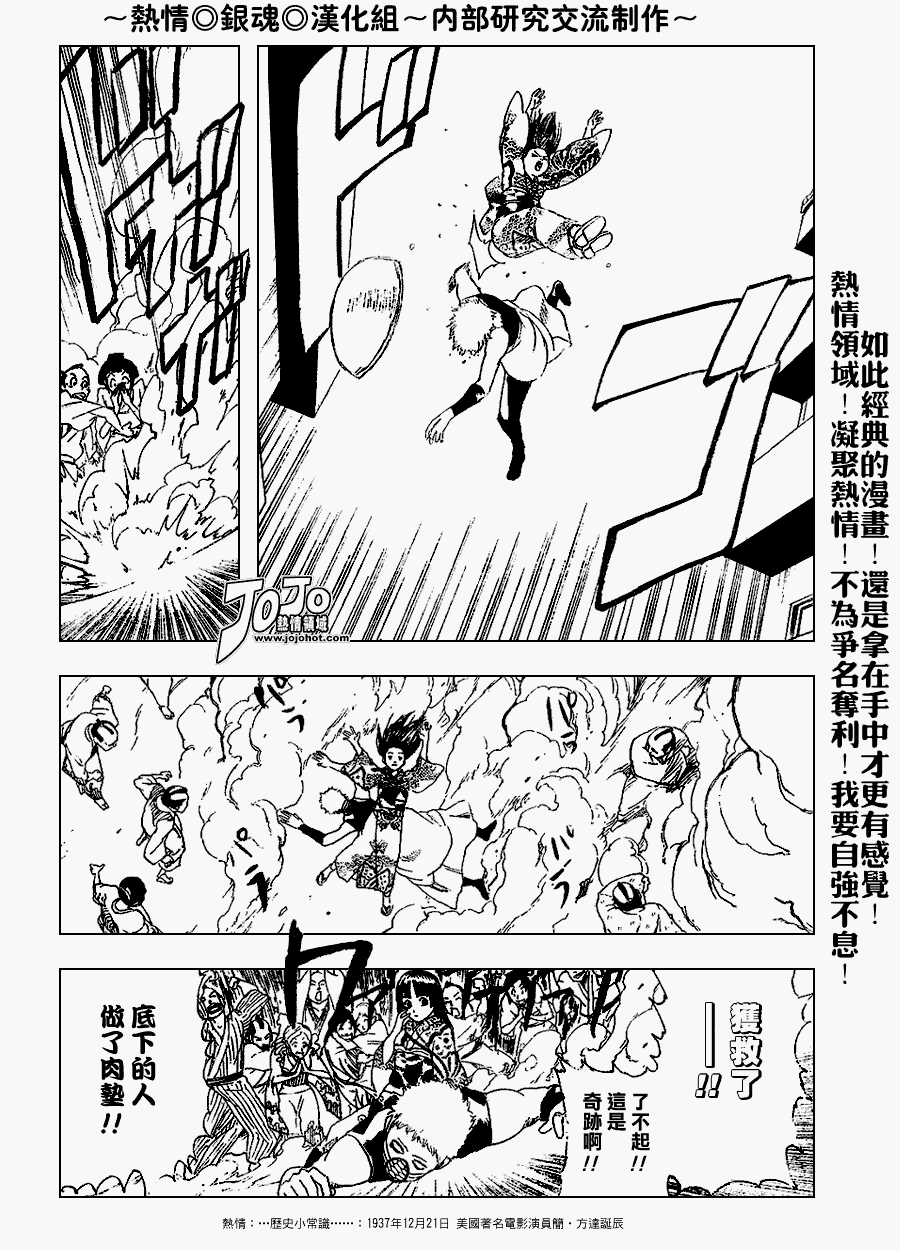 ～熱情◎銀魂◎漢化組～内部研究交流制作～
如此經典的漫畫！還是拿在手中才更有感覺！
熱情領域！凝聚熱情！不為爭名奪利！我要自強不息！
JOJO
熱情領域
www.jojohot.com
獲救了
——!!
了不起!!
這是
奇跡啊!!
底下的人
做了肉墊!!
熱情：…歷史小常識……：1937年12月21日 美國著名電影演員簡・方達誕辰